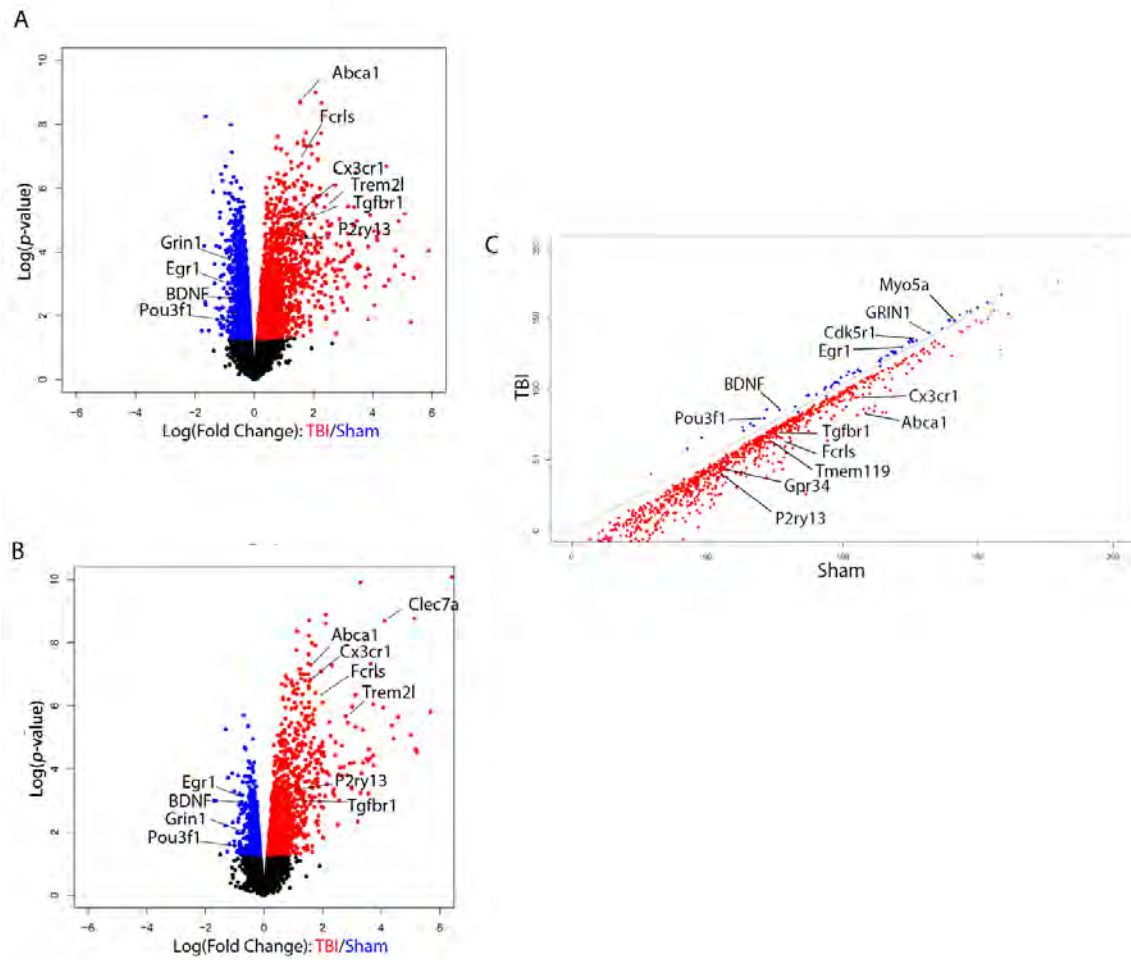 A
Log(p-value)
10
8
6
4
2
0
Abca1
Fcrls
Cx3cr1
Trem2l
Tgfbr1
P2ry13
Grin1
Egr1
BDNF
Pou3f1
-6 -4 -2 0 2 4 6
Log(Fold Change): TBI/Sham
B
Log(p-value)
10
8
6
4
2
0
Clec7a
Abca1
Cx3cr1
Fcrls
Trem2l
P2ry13
Tgfbr1
Egr1
BDNF
Grin1
Pou3f1
-6 -4 -2 0 2 4 6
Log(Fold Change): TBI/Sham
C
TBI
100
0
Myo5a
GRIN1
Cdk5r1
Egr1
BDNF
Pou3f1
Cx3cr1
Abca1
Tgfbr1
Fcrls
Tmem119
Gpr34
P2ry13
0
Sham